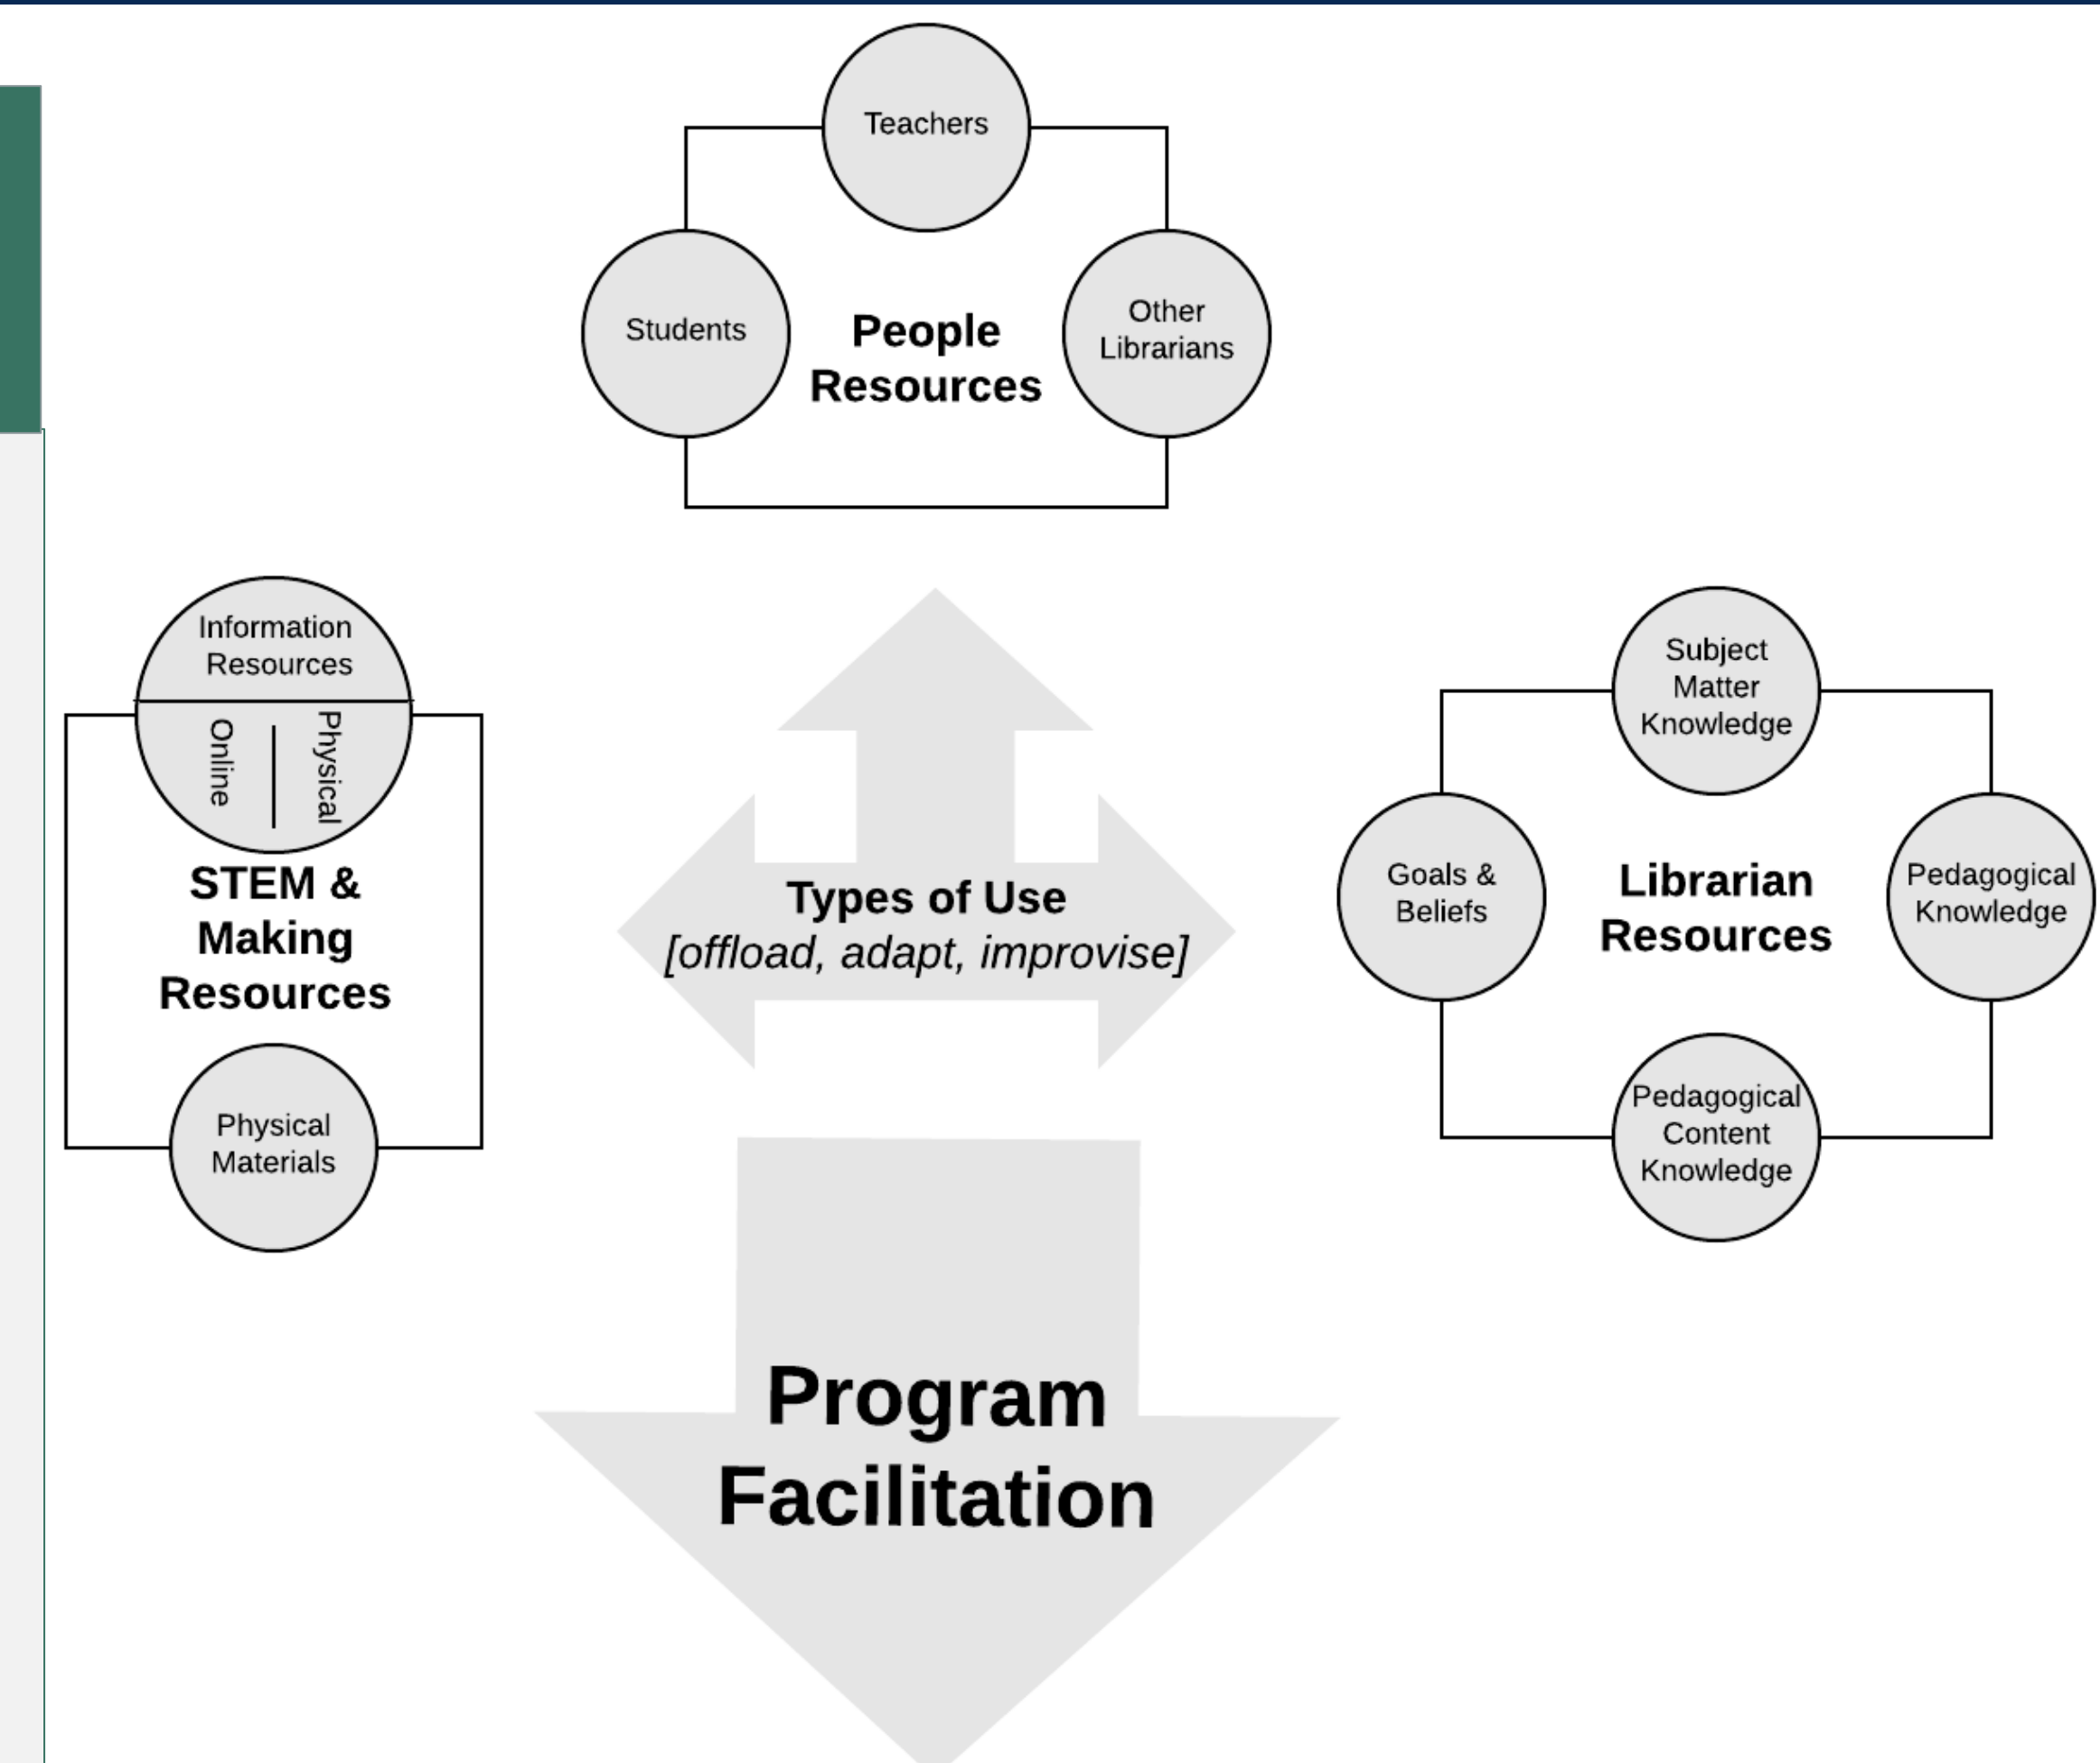 Teachers
Students
People
Resources
Other
Librarians
Information
Resources
Online
Physical
STEM &
Making
Resources
Physical
Materials
Types of Use
[offload, adapt, improvise]
Subject
Matter
Knowledge
Goals &
Beliefs
Librarian
Resources
Pedagogical
Knowledge
Pedagogical
Content
Knowledge
Program
Facilitation